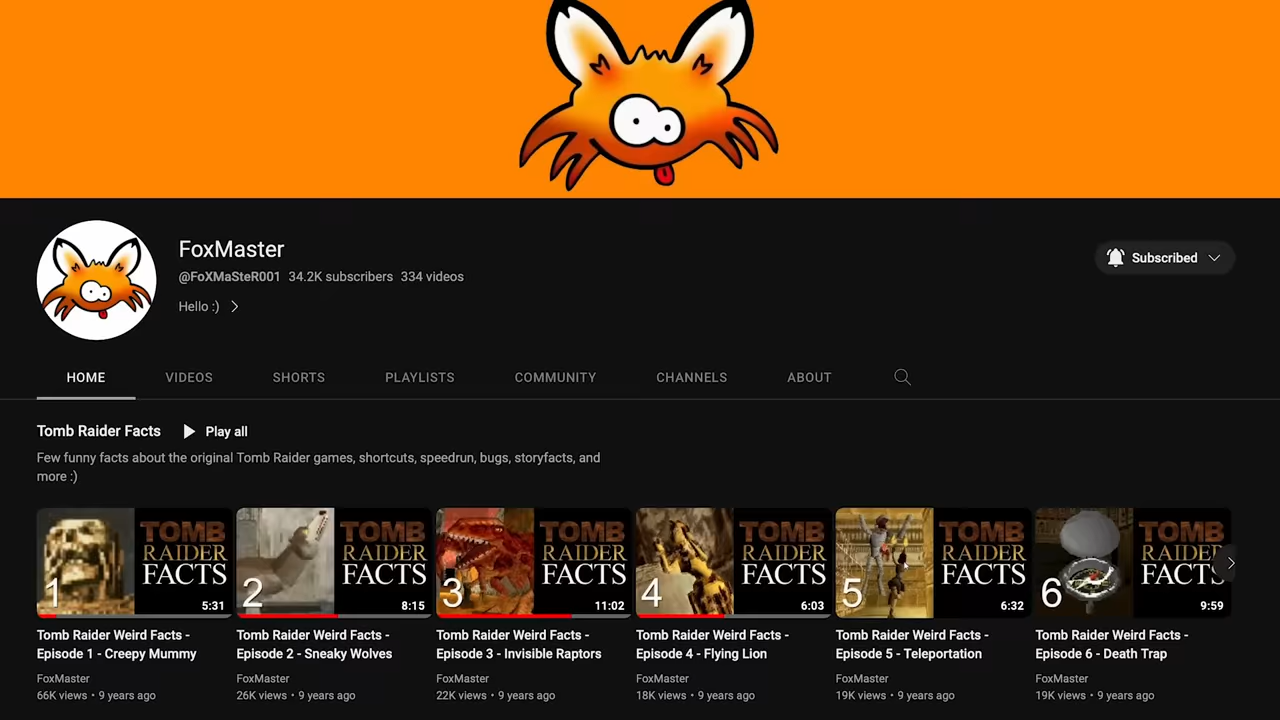 FoxMaster
@FoXMaSteR001 34.2K subscribers 334 videos
Hello :)
Subscribed
HOME VIDEOS SHORTS PLAYLISTS COMMUNITY CHANNELS ABOUT
Tomb Raider Facts Play all
Few funny facts about the original Tomb Raider games, shortcuts, speedrun, bugs, storyfacts, and
more :)
1 TOMB RAIDER FACTS 5:31
2 TOMB RAIDER FACTS 8:15
3 TOMB RAIDER FACTS 11:02
4 TOMB RAIDER FACTS 6:03
5 TOMB RAIDER FACTS 6:32
6 TOMB RAIDER FACTS 9:59
Tomb Raider Weird Facts -
Episode 1 - Creepy Mummy
FoxMaster
66K views • 9 years ago
Tomb Raider Weird Facts -
Episode 2 - Sneaky Wolves
FoxMaster
26K views • 9 years ago
Tomb Raider Weird Facts -
Episode 3 - Invisible Raptors
FoxMaster
22K views • 9 years ago
Tomb Raider Weird Facts -
Episode 4 - Flying Lion
FoxMaster
18K views • 9 years ago
Tomb Raider Weird Facts -
Episode 5 - Teleportation
FoxMaster
19K views • 9 years ago
Tomb Raider Weird Facts -
Episode 6 - Death Trap
FoxMaster
19K views • 9 years ago